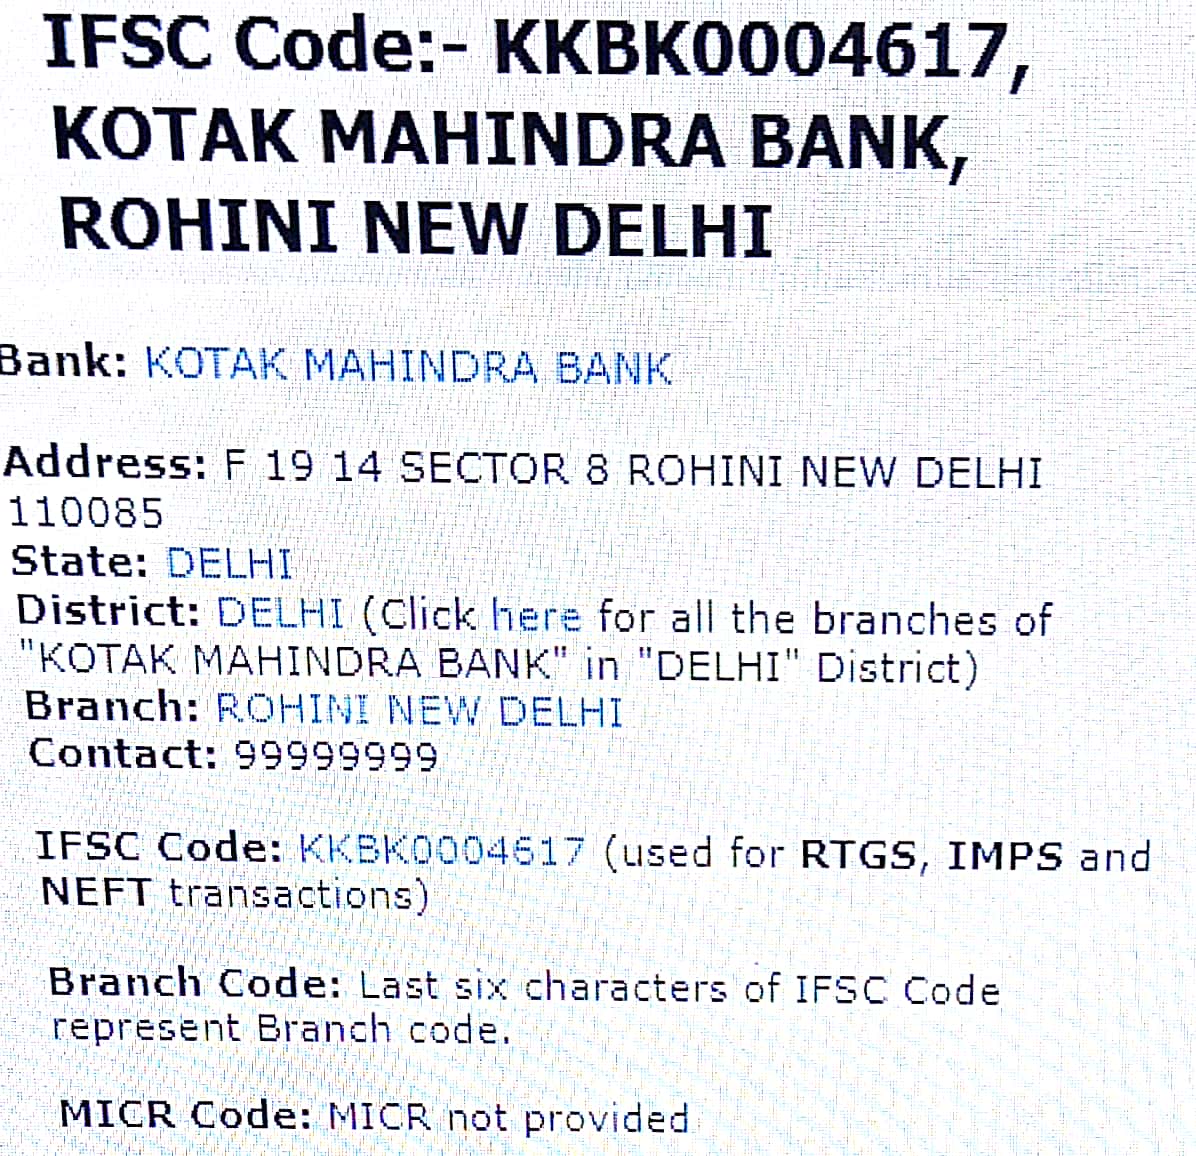 IFSC Code:- KKBK0004617,
KOTAK MAHINDRA BANK,
ROHINI NEW DELHI
Bank: KOTAK MAHINDRA BANK
Address: F 19 14 SECTOR 8 ROHINI NEW DELHI
110085
State: DELHI
District: DELHI (Click here for all the branches of
"KOTAK MAHINDRA BANK" in "DELHI" District)
Branch: ROHINI NEW DELHI
Contact: 99999999
IFSC Code: KKBK0004617 (used for RTGS, IMPS and
NEFT transactions)
Branch Code: Last six characters of IFSC Code
represent Branch code.
MICR Code: MICR not provided